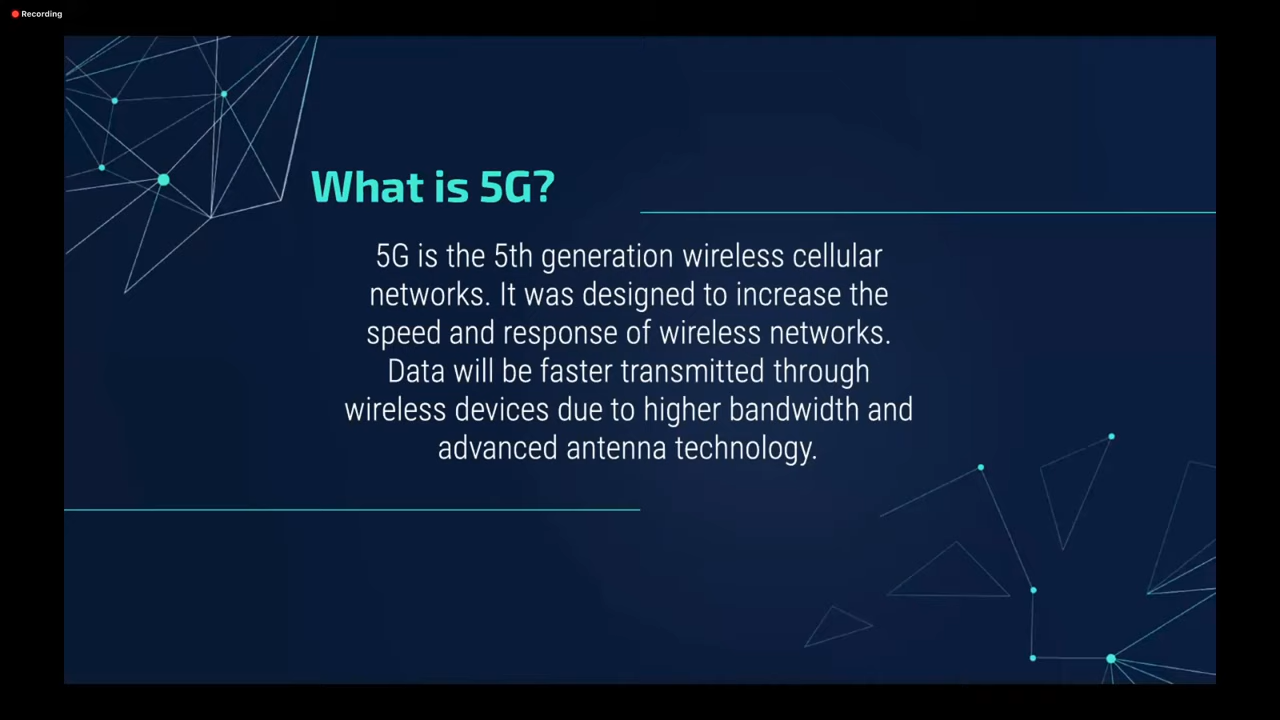 Recording
What is 5G?
5G is the 5th generation wireless cellular
networks. It was designed to increase the
speed and response of wireless networks.
Data will be faster transmitted through
wireless devices due to higher bandwidth and
advanced antenna technology.